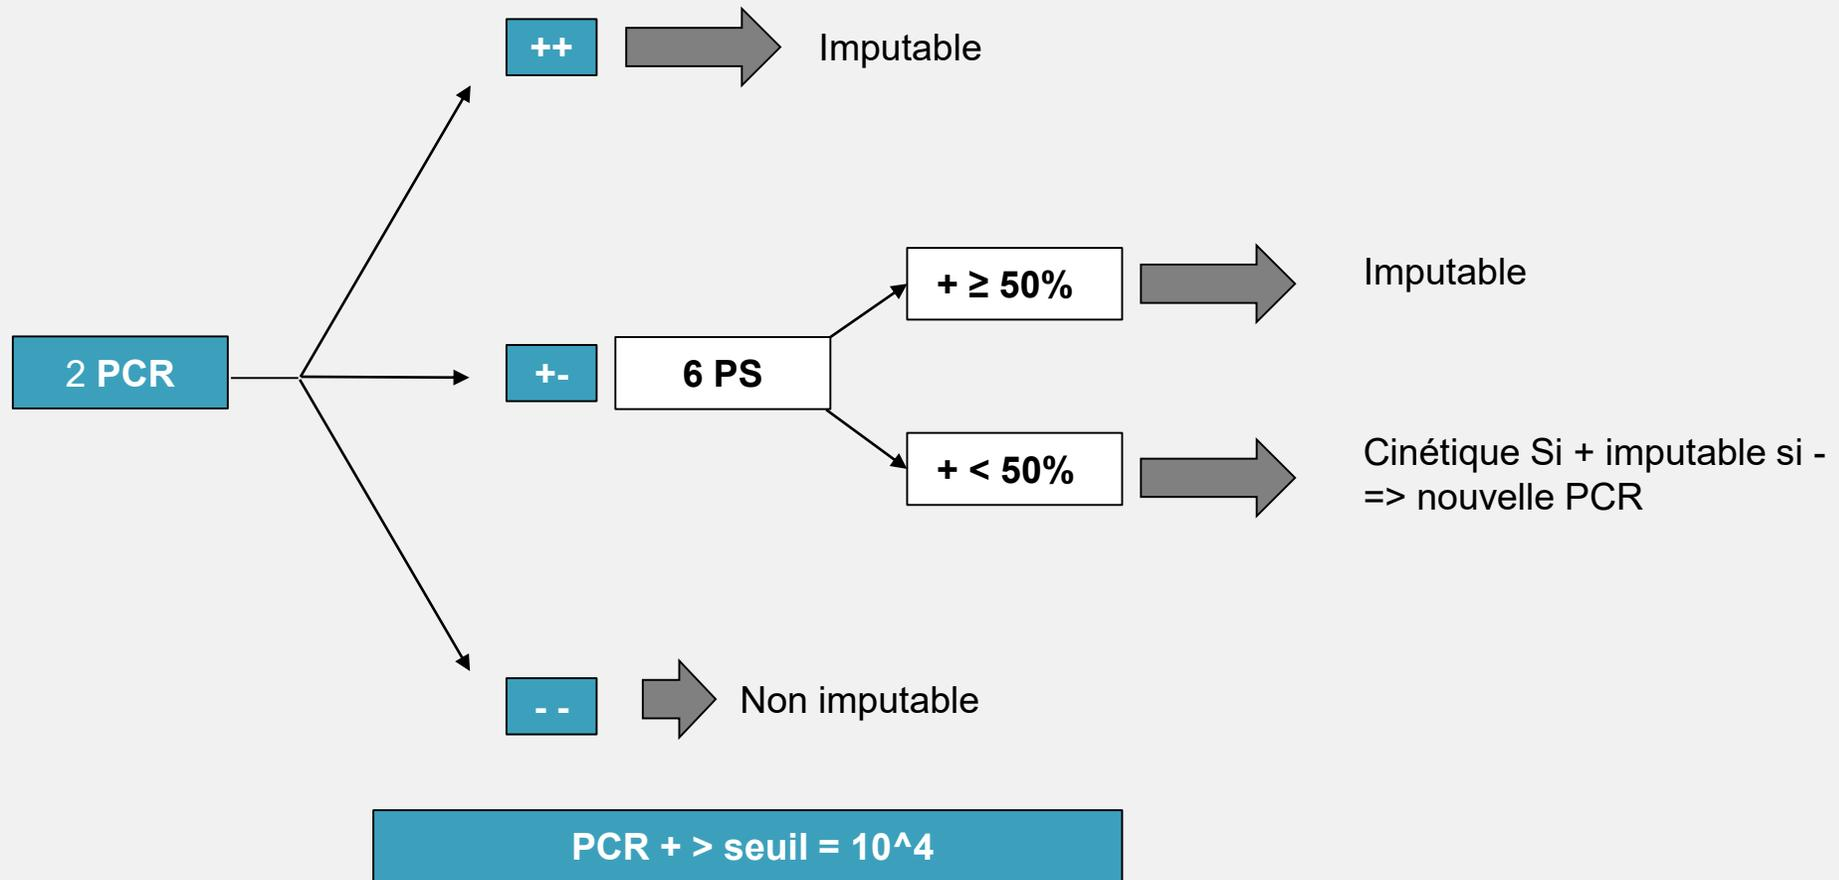 ++
Imputable
+ ≥ 50%
Imputable
2 PCR
+-
6 PS
+ < 50%
Cinétique Si + imputable si -
=> nouvelle PCR
- -
Non imputable
PCR + > seuil = 10^4